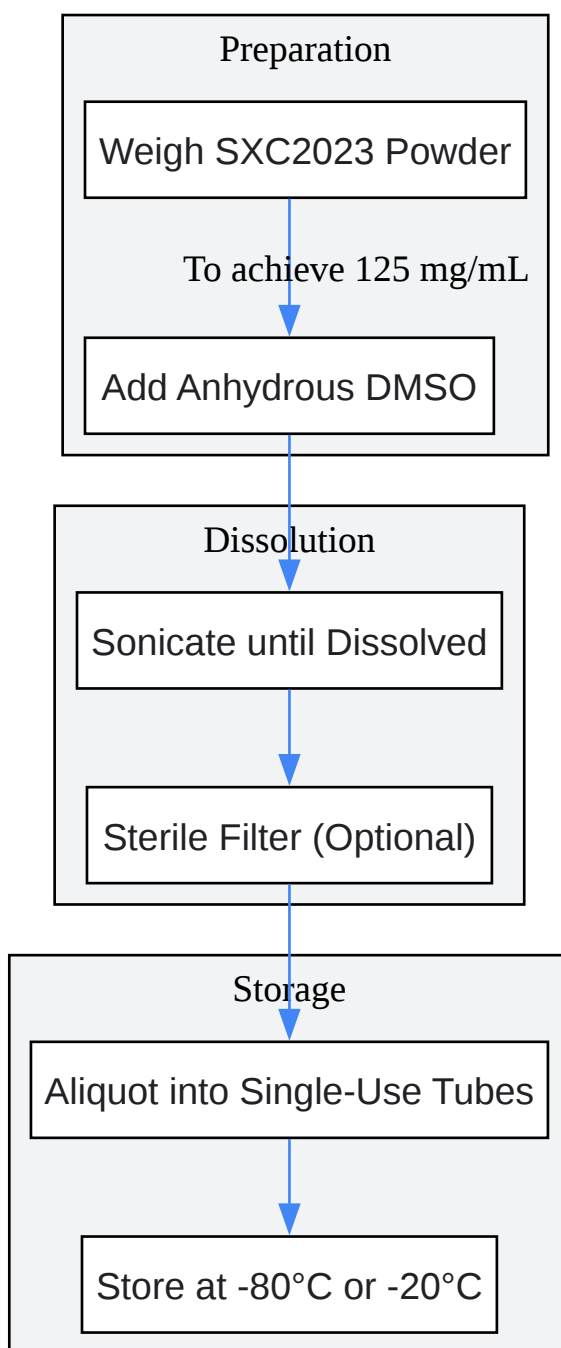 Preparation
Weigh SXC2023 Powder
To achieve 125 mg/mL
Add Anhydrous DMSO
Dissolution
Sonicate until Dissolved
Sterile Filter (Optional)
Storage
Aliquot into Single-Use Tubes
Store at -80°C or -20°C